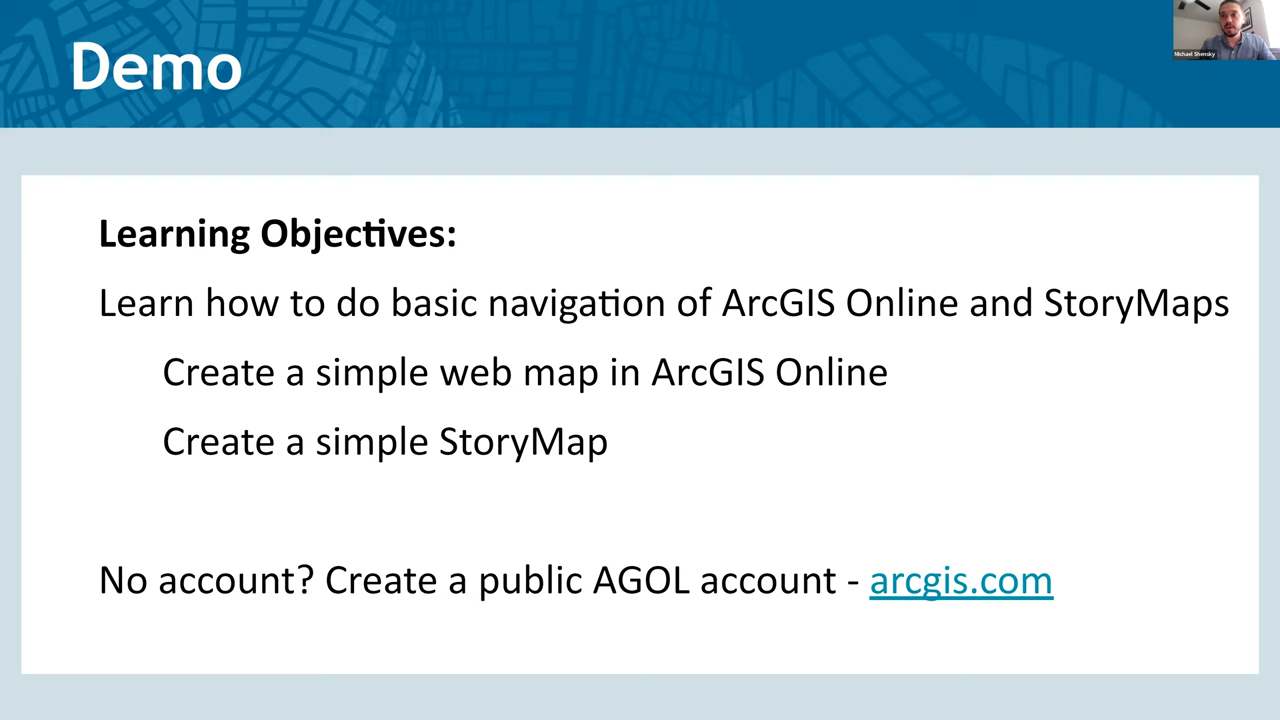 Demo
Michael Shensky
Learning Objectives:
Learn how to do basic navigation of ArcGIS Online and StoryMaps
Create a simple web map in ArcGIS Online
Create a simple StoryMap
No account? Create a public AGOL account - arcgis.com